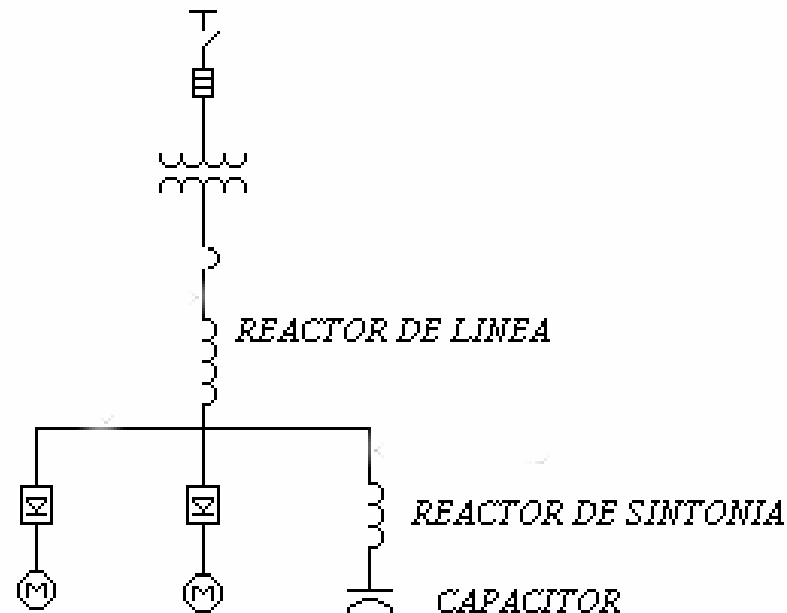 REACTOR DE LINEA
REACTOR DE SINTONIA
M
M
CAPACITOR